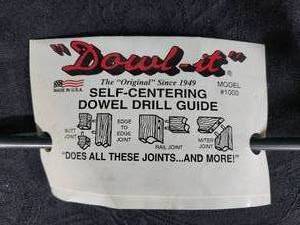 "Dowl-it"®
The "Original" Since 1949
MADE IN U.S.A.
SELF-CENTERING
DOWEL DRILL GUIDE
MODEL
#1000
BUTT
JOINT
EDGE
TO
EDGE
JOINT
RAIL JOINT
MITER
JOINT
"DOES ALL THESE JOINTS...AND MORE!"